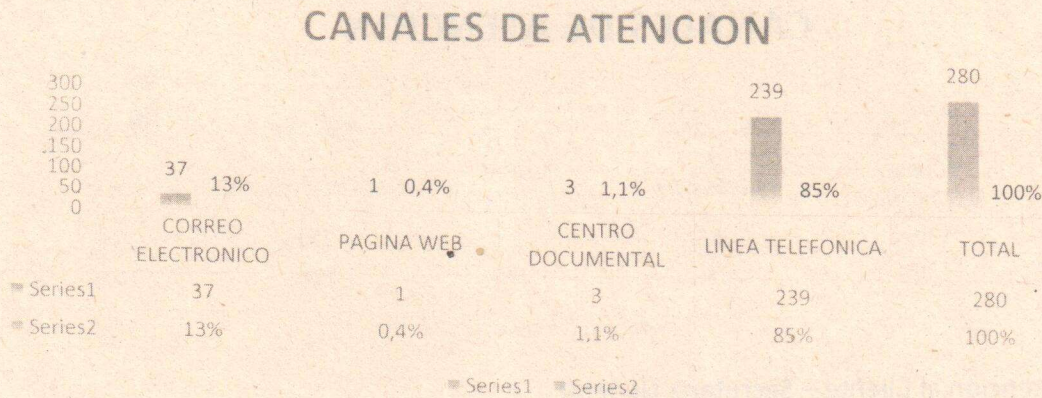 CANALES DE ATENCION
300
250
200
150
100
50
0
37 13% 1 0,4% 3 1,1% 239 85% 280 100%
CORREO ELECTRONICO PAGINA WEB CENTRO DOCUMENTAL LINEA TELEFONICA TOTAL
Series1 37 1 3 239 280
Series2 13% 0,4% 1,1% 85% 100%
Series1 Series2